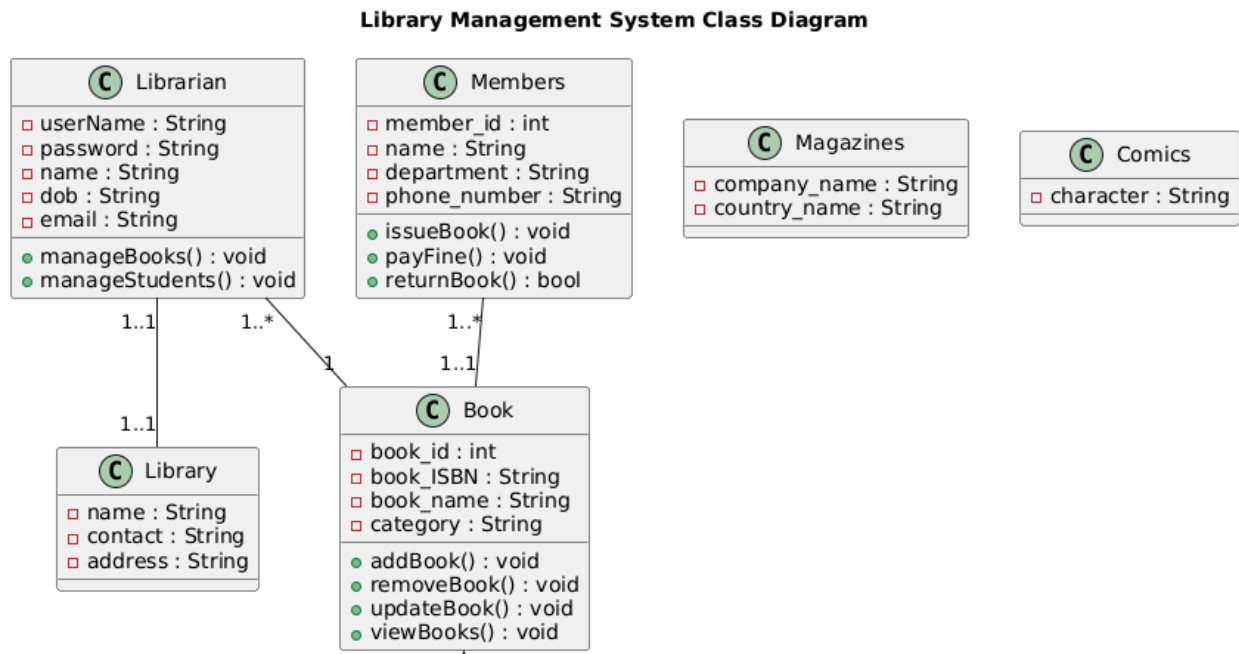 Library Management System Class Diagram
C Librarian
userName : String
password : String
name : String
dob : String
email : String
manageBooks() : void
manageStudents() : void
C Members
member_id : int
name : String
department : String
phone_number : String
issueBook() : void
payFine() : void
returnBook() : bool
C Magazines
company_name : String
country_name : String
C Comics
character : String
1..1
1..*
1..*
1
1..1
1..1
C Library
name : String
contact : String
address : String
C Book
book_id : int
book_ISBN : String
book_name : String
category : String
addBook() : void
removeBook() : void
updateBook() : void
viewBooks() : void